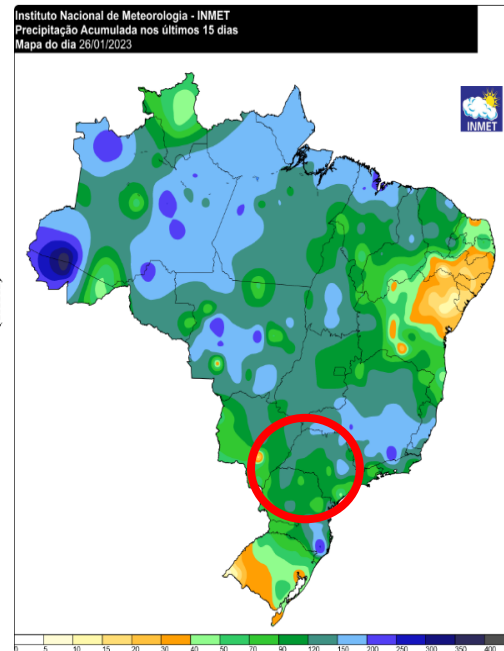 Instituto Nacional de Meteorologia - INMET
Precipitação Acumulada nos últimos 15 dias
Mapa do dia 26/01/2023
INMET
0 5 10 15 20 30 40 50 70 90 120 150 200 250 300 350 400